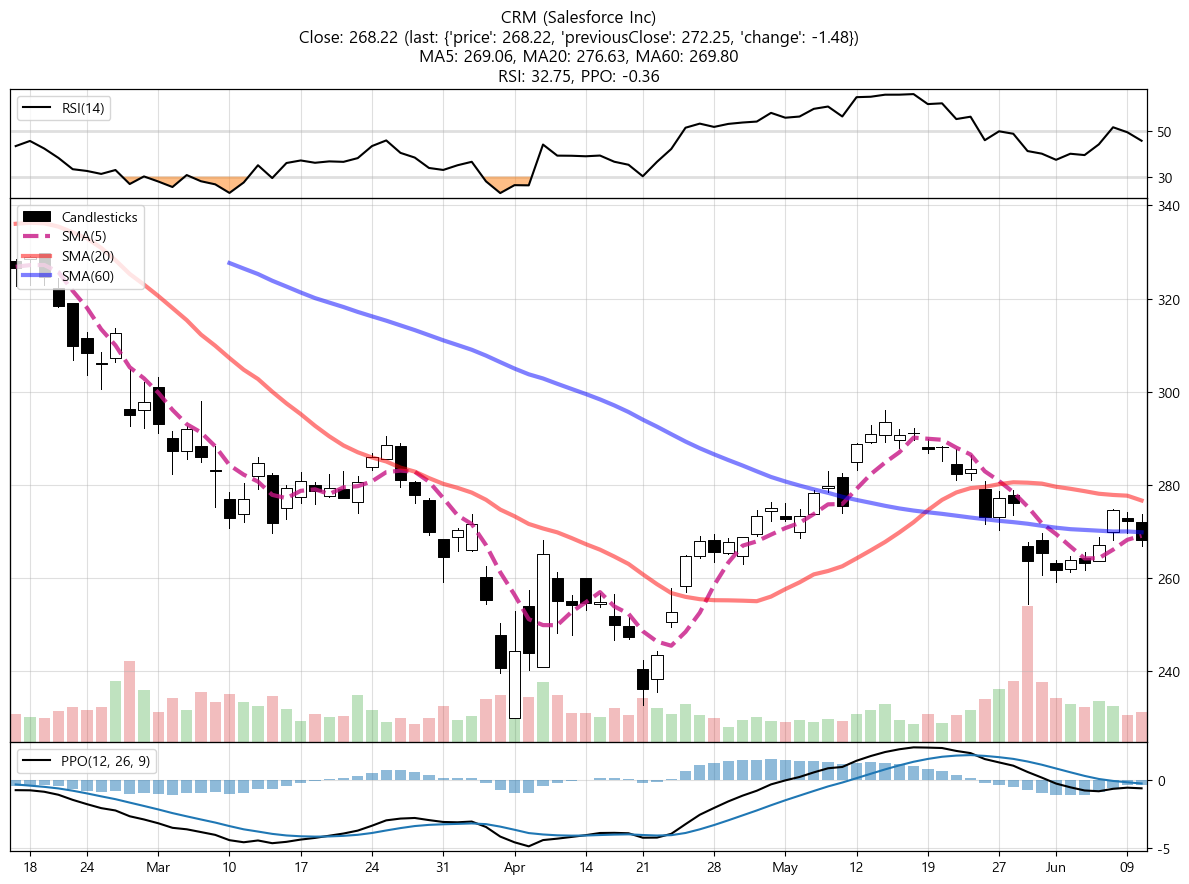 CRM (Salesforce Inc)
Close: 268.22 (last: {'price': 268.22, 'previousClose': 272.25, 'change': -1.48})
MA5: 269.06, MA20: 276.63, MA60: 269.80
RSI: 32.75, PPO: -0.36
RSI(14)
50
30
Candlesticks
SMA(5)
SMA(20)
SMA(60)
340
320
300
280
260
240
PPO(12, 26, 9)
0
-5
18 24 Mar 10 17 24 31 Apr 14 21 28 May 12 19 27 Jun 09